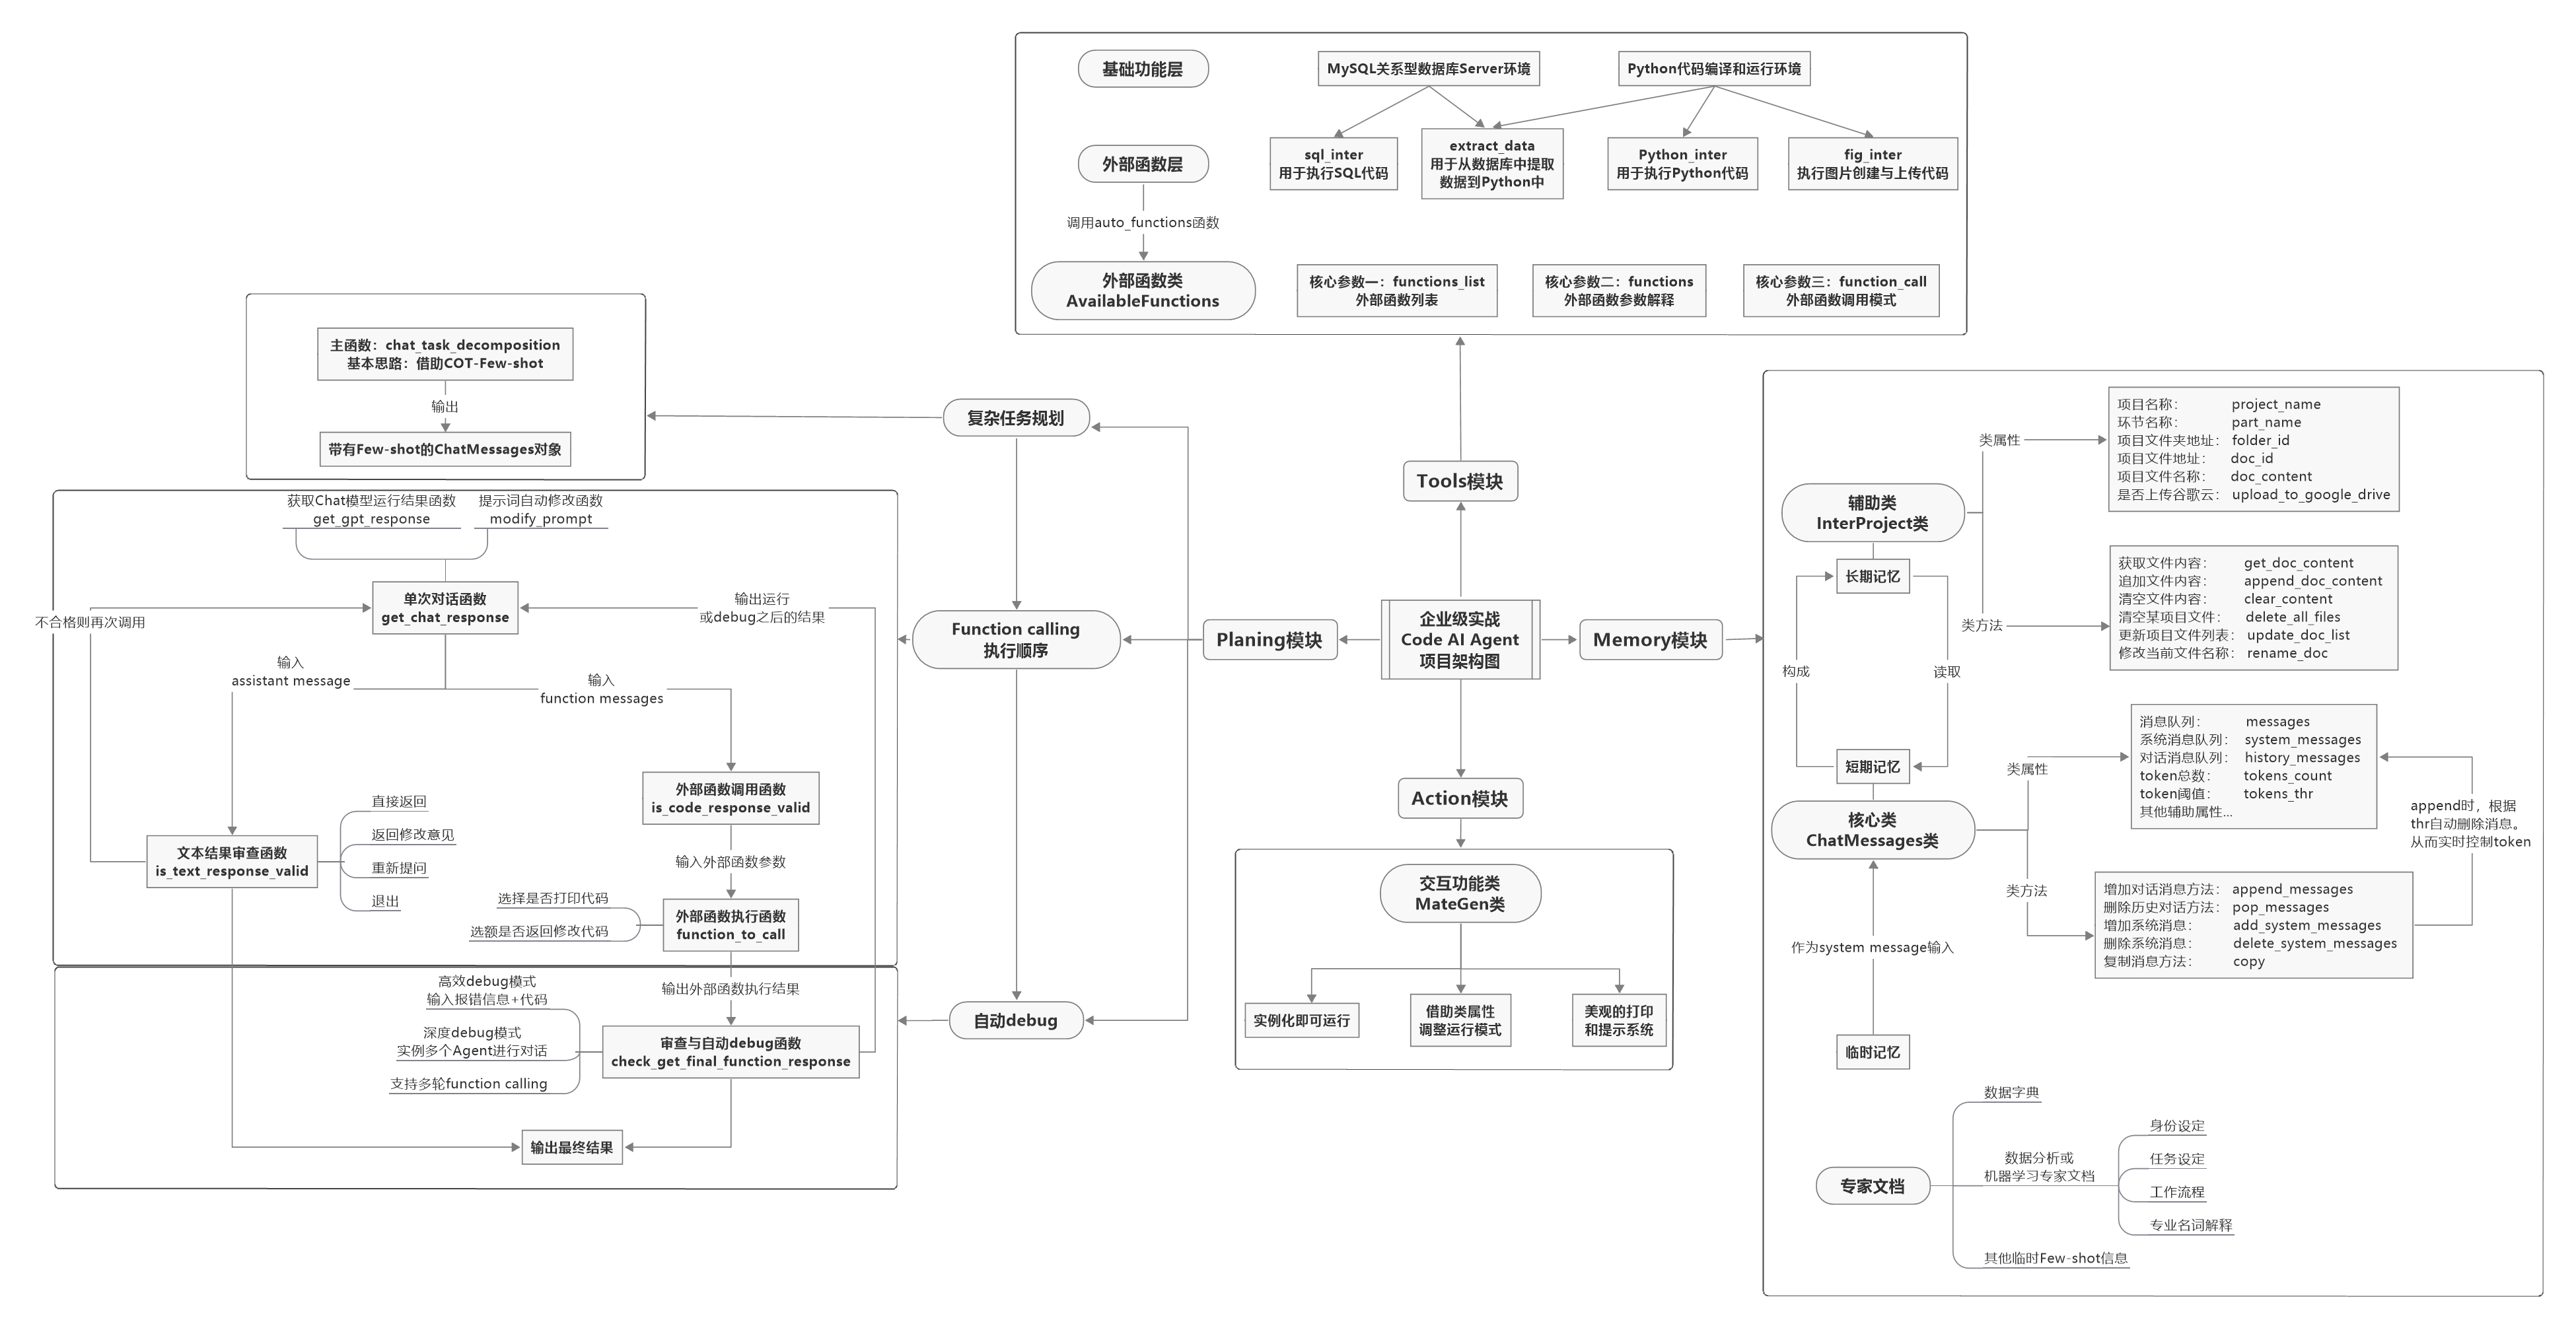 基础功能层
MySQL关系型数据库Server环境
Python代码编译和运行环境
外部函数层
sql_inter
用于执行SQL代码
extract_data
用于从数据库中提取
数据到Python中
Python_inter
用于执行Python代码
fig_inter
执行图片创建与上传代码
调用auto_functions函数
外部函数类
AvailableFunctions
核心参数一：functions_list
外部函数列表
核心参数二：functions
外部函数参数解释
核心参数三：function_call
外部函数调用模式
主函数：chat_task_decomposition
基本思路：借助COT-Few-shot
输出
带有Few-shot的ChatMessages对象
复杂任务规划
Function calling
执行顺序
自动debug
Planing模块
Tools模块
企业级实战
Code AI Agent
项目架构图
Memory模块
Action模块
交互功能类
MateGen类
实例化即可运行
借助类属性
调整运行模式
美观的打印
和提示系统
获取Chat模型运行结果函数
get_gpt_response
提示词自动修改函数
modify_prompt
单次对话函数
get_chat_response
不合格则再次调用
输出运行
或debug之后的结果
输入
assistant message
输入
function messages
外部函数调用函数
is_code_response_valid
直接返回
返回修改意见
重新提问
退出
文本结果审查函数
is_text_response_valid
输入外部函数参数
选择是否打印代码
选额是否返回修改代码
外部函数执行函数
function_to_call
高效debug模式
输入报错信息+代码
深度debug模式
实例多个Agent进行对话
支持多轮function calling
输出外部函数执行结果
审查与自动debug函数
check_get_final_function_response
输出最终结果
辅助类
InterProject类
类属性
项目名称： project_name
环节名称： part_name
项目文件夹地址： folder_id
项目文件地址： doc_id
项目文件名称： doc_content
是否上传谷歌云： upload_to_google_drive
类方法
获取文件内容： get_doc_content
追加文件内容： append_doc_content
清空文件内容： clear_content
清空某项目文件： delete_all_files
更新项目文件列表： update_doc_list
修改当前文件名称： rename_doc
长期记忆
构成
读取
短期记忆
核心类
ChatMessages类
类属性
消息队列： messages
系统消息队列： system_messages
对话消息队列： history_messages
token总数： tokens_count
token阈值： tokens_thr
其他辅助属性...
append时，根据
thr自动删除消息。
从而实时控制token
类方法
增加对话消息方法： append_messages
删除历史对话方法： pop_messages
增加系统消息： add_system_messages
删除系统消息： delete_system_messages
复制消息方法： copy
作为system message输入
临时记忆
专家文档
数据字典
数据分析或
机器学习专家文档
身份设定
任务设定
工作流程
专业名词解释
其他临时Few-shot信息